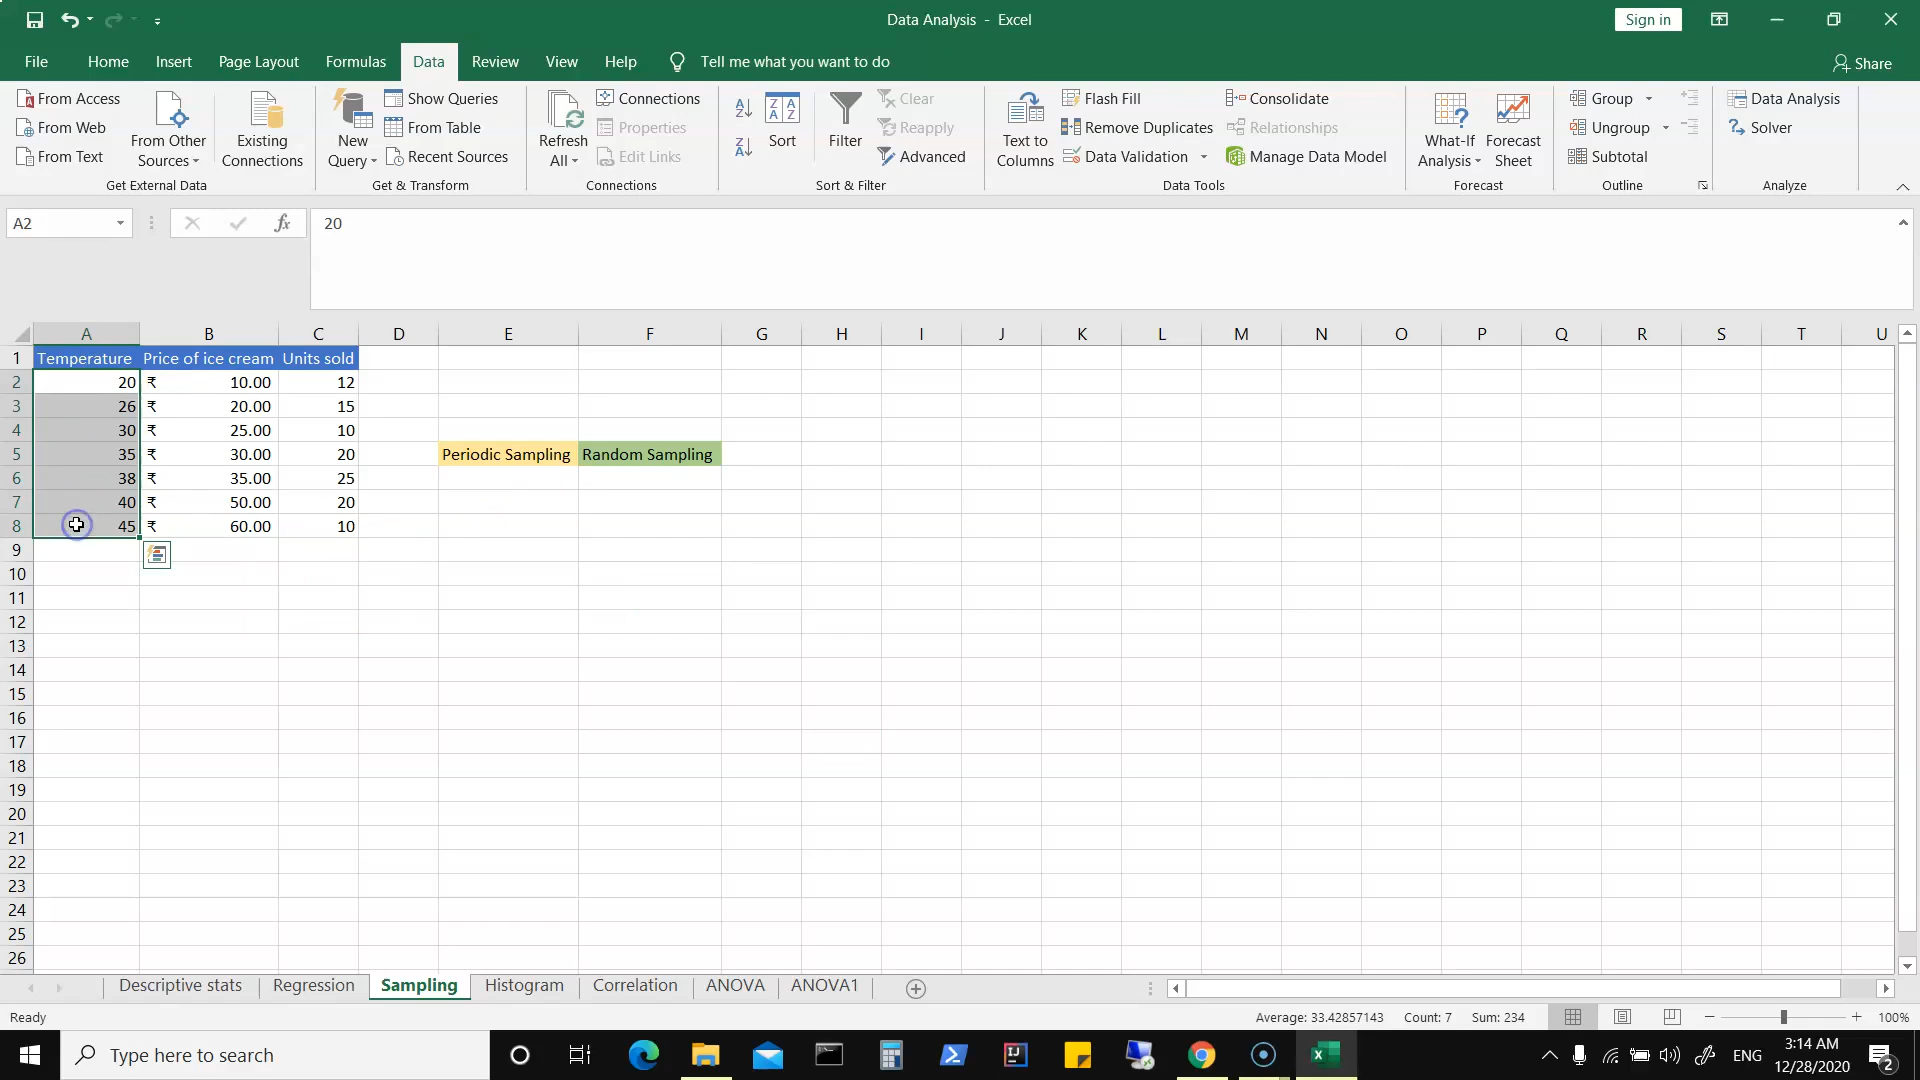 Data Analysis - Excel
Sign in
File Home Insert Page Layout Formulas Data Review View Help Tell me what you want to do Share
From Access
From Web
From Text
From Other Sources
Existing Connections
Get External Data
New Query
Show Queries
From Table
Recent Sources
Get & Transform
Refresh All
Connections
Properties
Edit Links
Connections
Sort
Filter
Clear
Reapply
Advanced
Sort & Filter
Text to Columns
Flash Fill
Remove Duplicates
Data Validation
Consolidate
Relationships
Manage Data Model
Data Tools
What-If Analysis
Forecast Sheet
Forecast
Group
Ungroup
Subtotal
Outline
Data Analysis
Solver
Analyze
A2 fx 20
A B C D E F G H I J K L M N O P Q R S T U
1 Temperature Price of ice cream Units sold
2 20 ₹ 10.00 12
3 26 ₹ 20.00 15
4 30 ₹ 25.00 10
5 35 ₹ 30.00 20 Periodic Sampling Random Sampling
6 38 ₹ 35.00 25
7 40 ₹ 50.00 20
8 45 ₹ 60.00 10
9
10
11
12
13
14
15
16
17
18
19
20
21
22
23
24
25
26
Descriptive stats Regression Sampling Histogram Correlation ANOVA ANOVA1
Ready Average: 33.42857143 Count: 7 Sum: 234 100%
Type here to search ENG 3:14 AM
12/28/2020 2